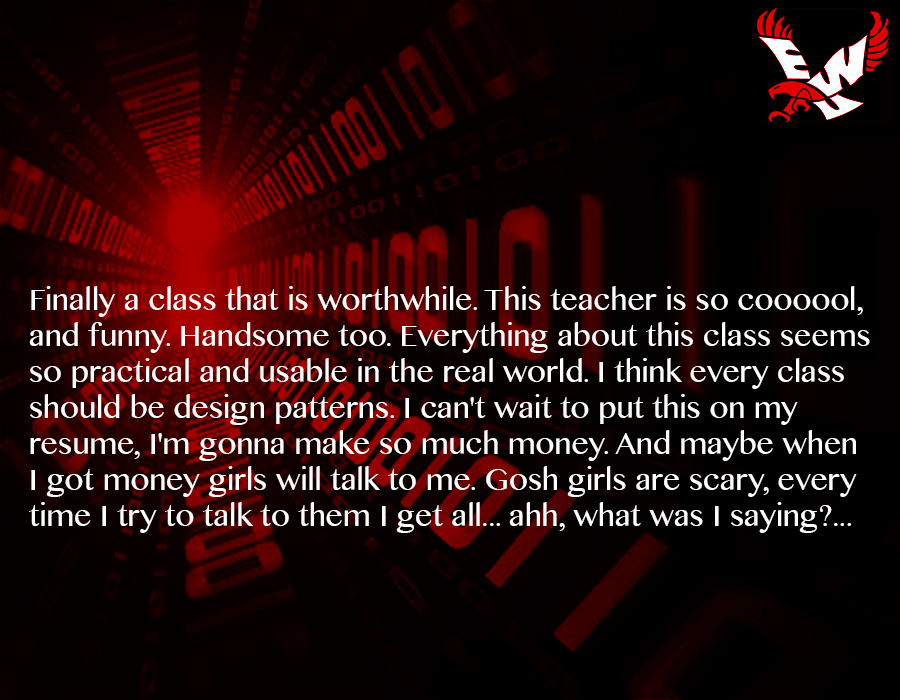 EWU
Finally a class that is worthwhile. This teacher is so coooool,
and funny. Handsome too. Everything about this class seems
so practical and usable in the real world. I think every class
should be design patterns. I can't wait to put this on my
resume, I'm gonna make so much money. And maybe when
I got money girls will talk to me. Gosh girls are scary, every
time I try to talk to them I get all... ahh, what was I saying?...